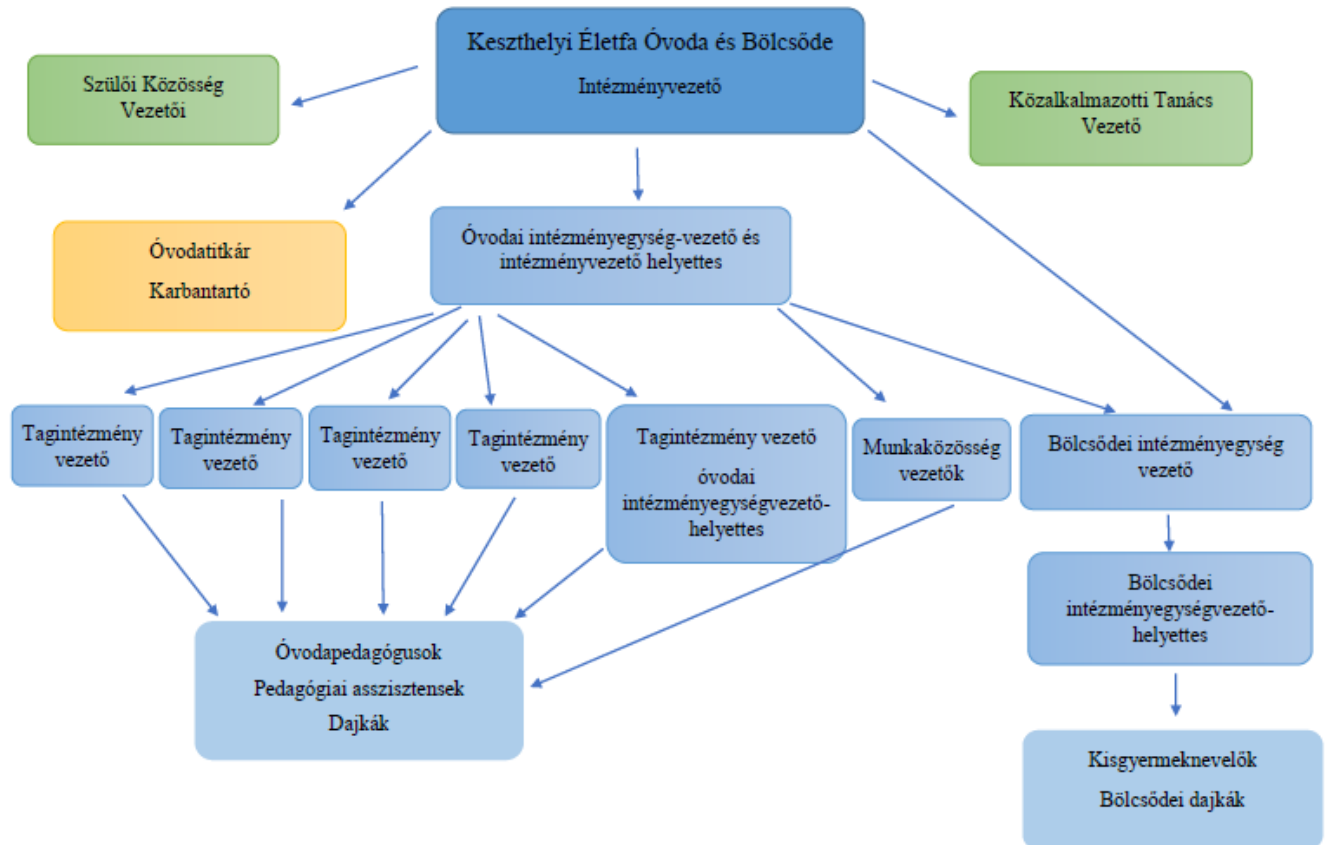 Keszthelyi Életfa Óvoda és Bölcsőde
Intézményvezető
Szülői Közösség
Vezetői
Közalkalmazotti Tanács
Vezető
Óvodatitkár
Karbantartó
Óvodai intézményegység-vezető és
intézményvezető helyettes
Tagintézmény
vezető
Tagintézmény
vezető
Tagintézmény
vezető
Tagintézmény
vezető
Tagintézmény vezető
óvodai
intézményegységvezető-
helyettes
Munkaközösség
vezetők
Bölcsődei intézményegység
vezető
Bölcsődei
intézményegységvezető-
helyettes
Óvodapedagógusok
Pedagógiai asszisztensek
Dajkák
Kisgyermeknevelők
Bölcsődei dajkák